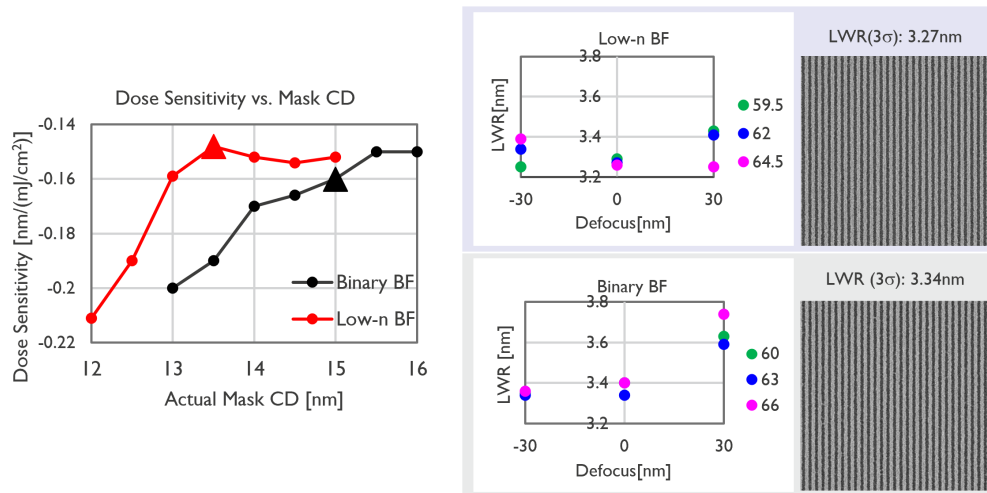 Dose Sensitivity vs. Mask CD
Dose Sensitivity [nm/(mJ/cm²)]
-0.14
-0.16
-0.18
-0.2
-0.22
12
13
14
15
16
Actual Mask CD [nm]
Binary BF
Low-n BF
Low-n BF
LWR[nm]
3.8
3.6
3.4
3.2
-30
0
30
Defocus[nm]
59.5
62
64.5
LWR(3σ): 3.27nm
Binary BF
LWR [nm]
3.8
3.6
3.4
3.2
-30
0
30
Defocus[nm]
60
63
66
LWR (3σ): 3.34nm